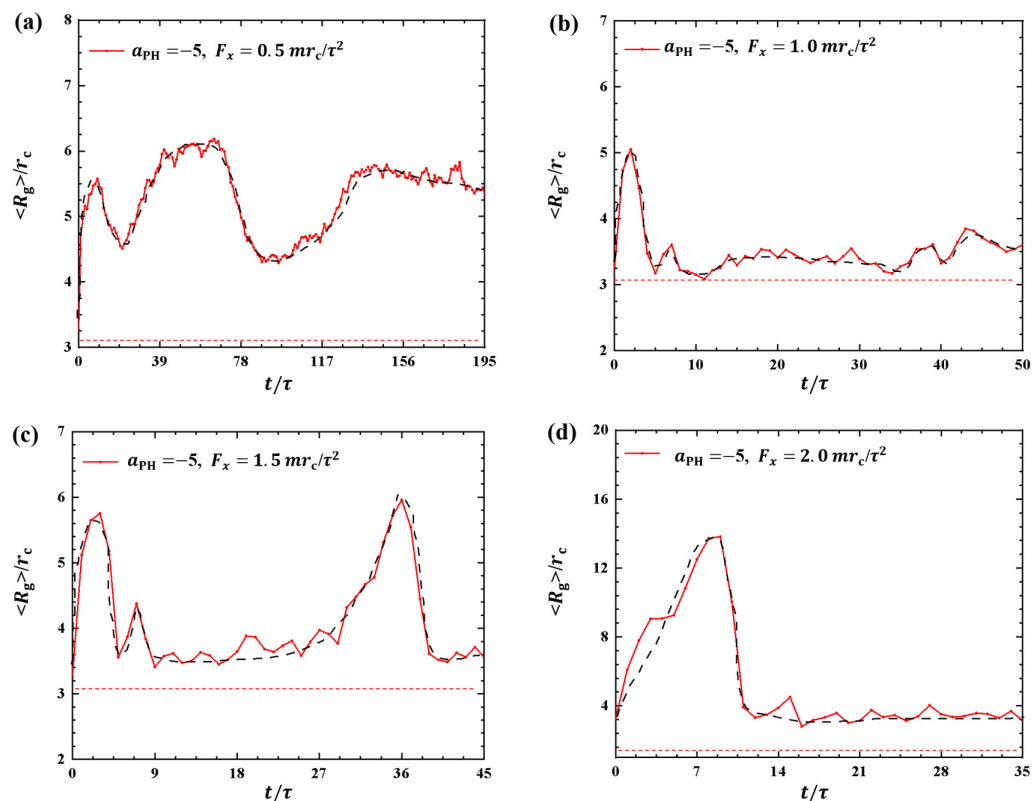 (a)
a_PH =−5, F_x = 0.5 mr_c/τ²
<R_g>/r_c
8
7
6
5
4
3
0 39 78 117 156 195
t/τ
(b)
a_PH =−5, F_x = 1.0 mr_c/τ²
<R_g>/r_c
7
6
5
4
3
2
0 10 20 30 40 50
t/τ
(c)
a_PH =−5, F_x = 1.5 mr_c/τ²
<R_g>/r_c
7
6
5
4
3
2
0 9 18 27 36 45
t/τ
(d)
a_PH =−5, F_x = 2.0 mr_c/τ²
<R_g>/r_c
20
16
12
8
4
0 7 14 21 28 35
t/τ